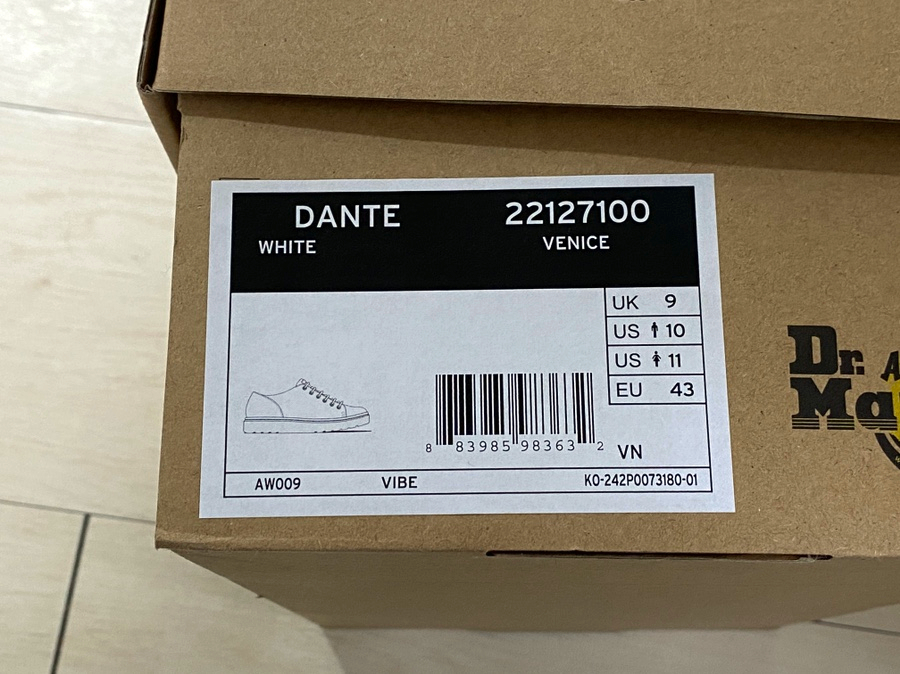 DANTE 22127100
WHITE VENICE
UK 9
US 10
US 11
EU 43
8 83985 98363 2
VN
AW009 VIBE K0-242P0073180-01
Dr.